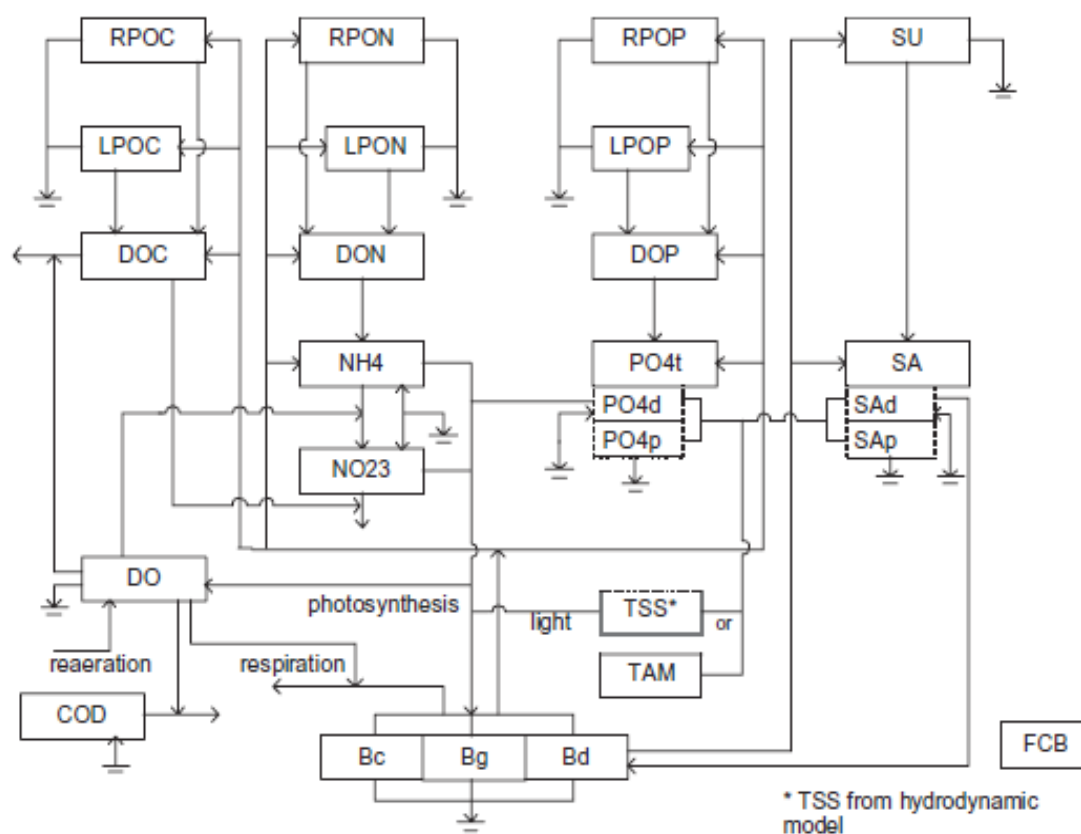 RPOC
RPON
RPOP
SU
LPOC
LPON
LPOP
DOC
DON
DOP
NH4
PO4t
SA
PO4d
SAd
PO4p
SAp
NO23
DO
photosynthesis
light
TSS*
or
reaeration
respiration
TAM
COD
Bc
Bg
Bd
FCB
* TSS from hydrodynamic
model